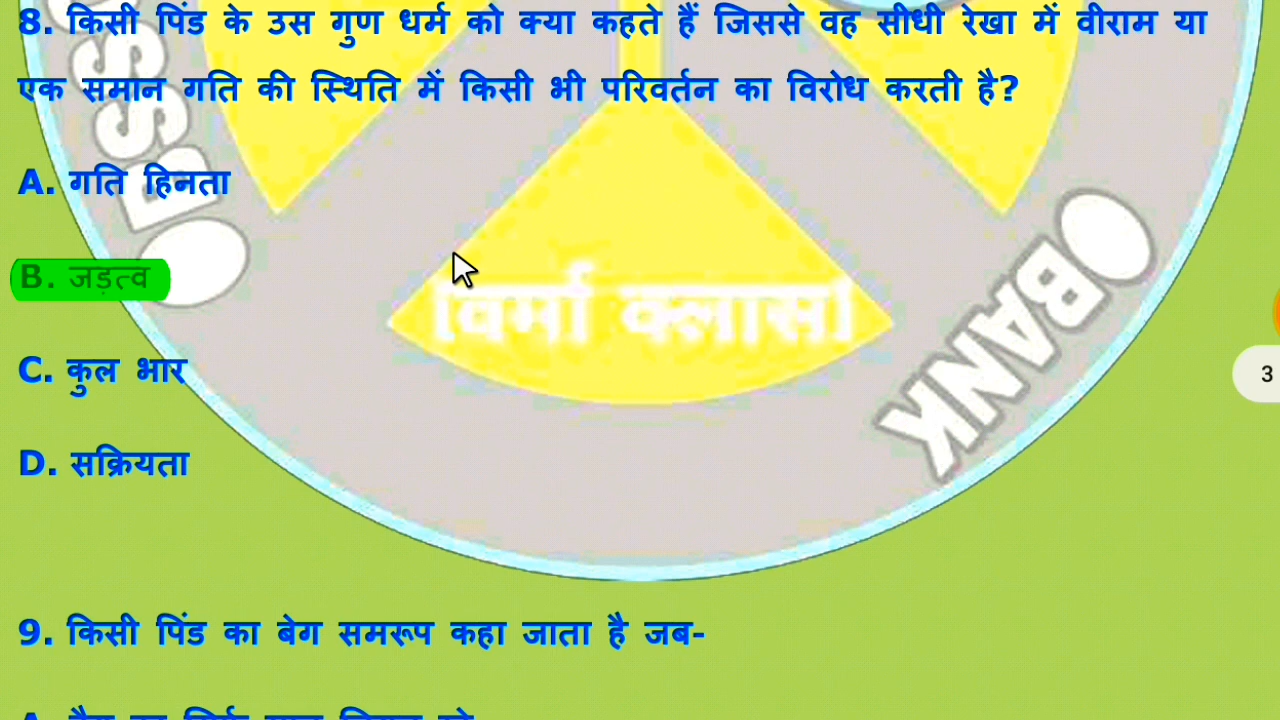 8. किसी पिंड के उस गुण धर्म को क्या कहते हैं जिससे वह सीधी रेखा में वीराम या
एक समान गति की स्थिति में किसी भी परिवर्तन का विरोध करती है?
A. गति हिनता
B. जड़त्व
C. कुल भार
D. सक्रियता
वर्मा क्लास
BANK
3
9. किसी पिंड का बेग समरूप कहा जाता है जब-